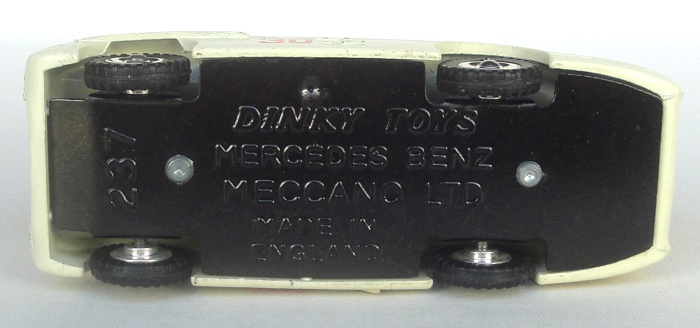 DINKY TOYS
MERCEDES BENZ
MECCANO LTD
MADE IN
ENGLAND
237